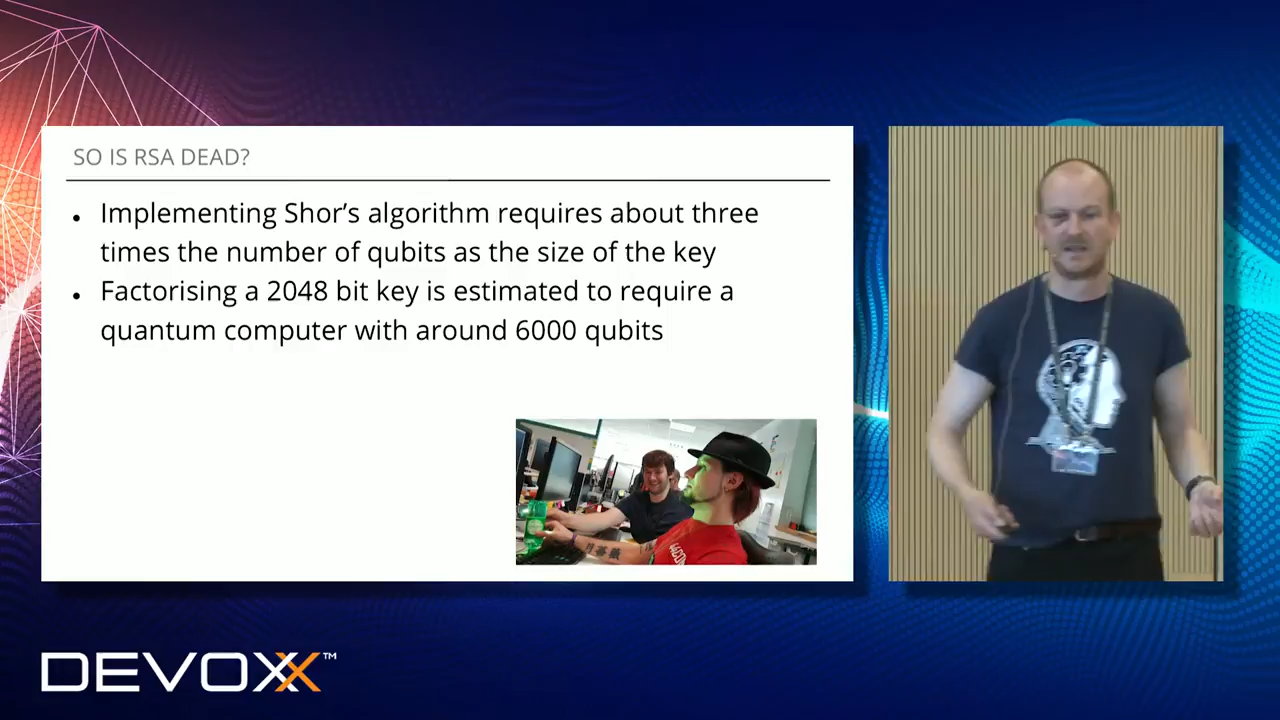 SO IS RSA DEAD?
• Implementing Shor’s algorithm requires about three
times the number of qubits as the size of the key
• Factorising a 2048 bit key is estimated to require a
quantum computer with around 6000 qubits
DEVOXX™